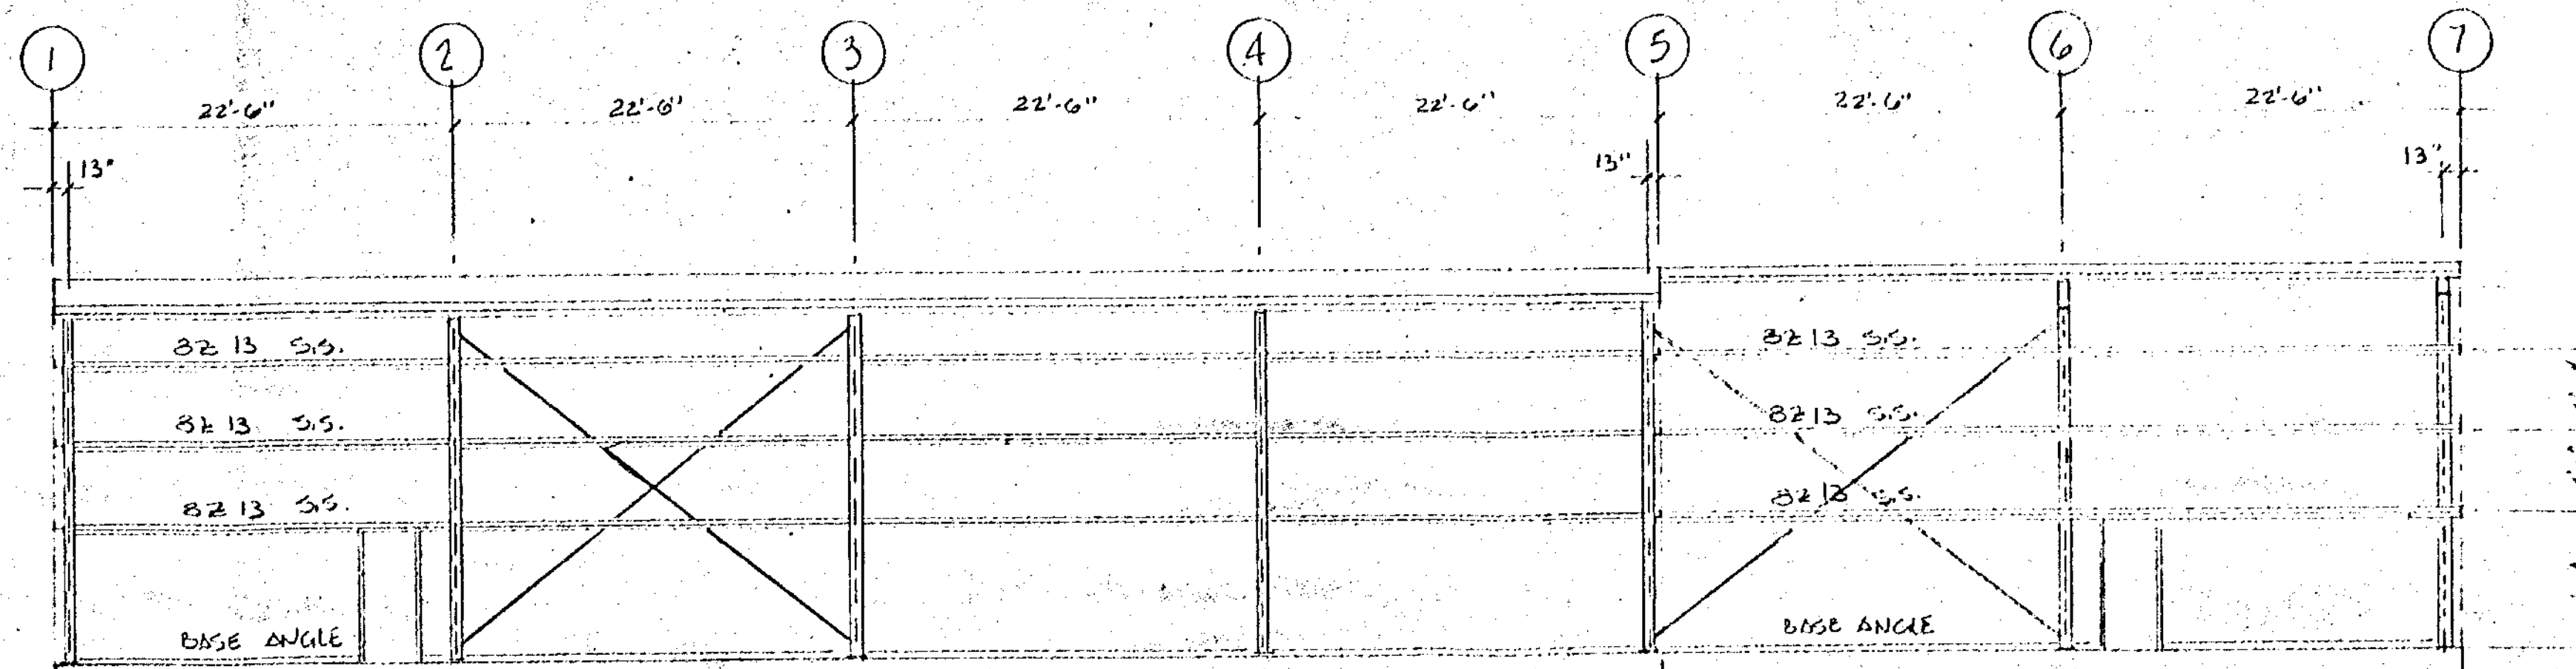 1 2 3 4 5 6 7
22'-6" 22'-6" 22'-6" 22'-6" 22'-6" 22'-6"
13" 13" 13"
8Z 13 S.S. 8Z 13 S.S.
8Z 13 S.S. 8Z 13 S.S.
8Z 13 S.S. 8Z 13 S.S.
BASE ANGLE BASE ANGLE